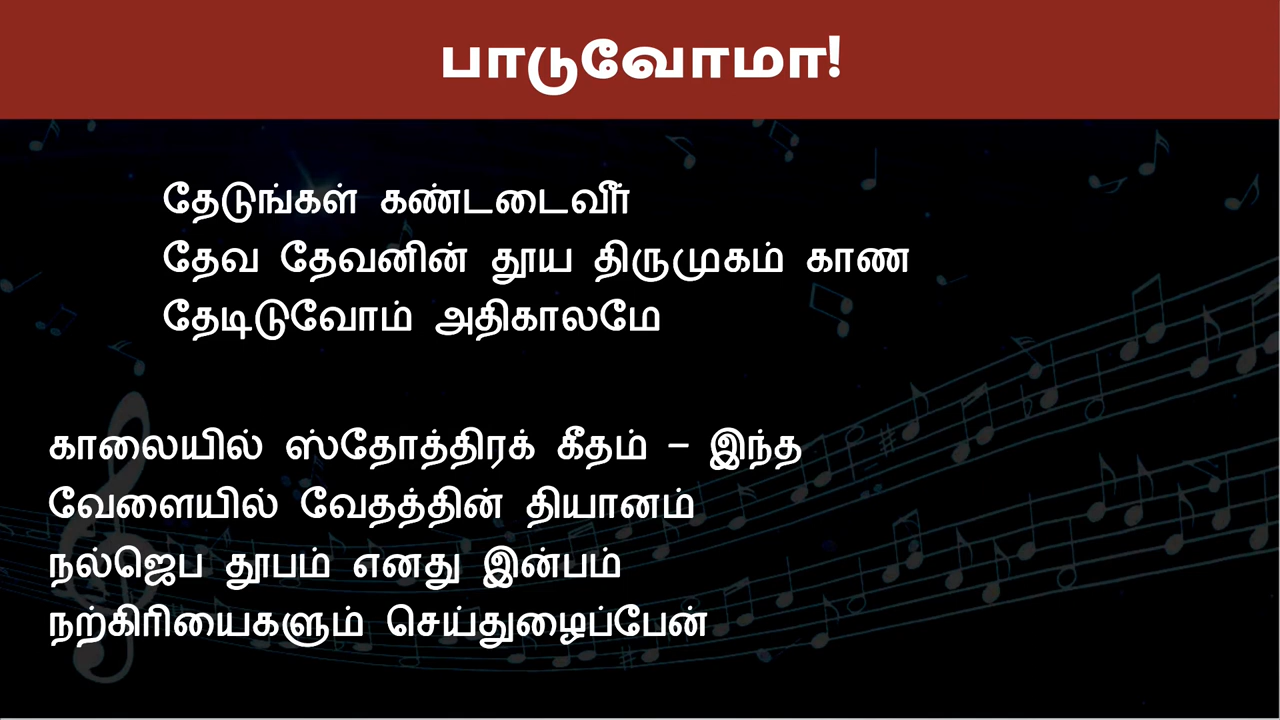 பாடுவோமா!
தேடுங்கள் கண்டடைவீர்
தேவ தேவனின் தூய திருமுகம் காண
தேடிடுவோம் அதிகாலமே
காலையில் ஸ்தோத்திரக் கீதம் – இந்த
வேளையில் வேதத்தின் தியானம்
நல்ஜெப தூபம் எனது இன்பம்
நற்கிரியைகளும் செய்துழைப்பேன்